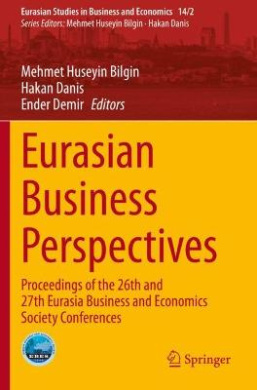 Eurasian Studies in Business and Economics 14/2
Series Editors: Mehmet Huseyin Bilgin · Hakan Danis
Mehmet Huseyin Bilgin
Hakan Danis
Ender Demir Editors
Eurasian
Business
Perspectives
Proceedings of the 26th and
27th Eurasia Business and Economics
Society Conferences
EBES
Springer